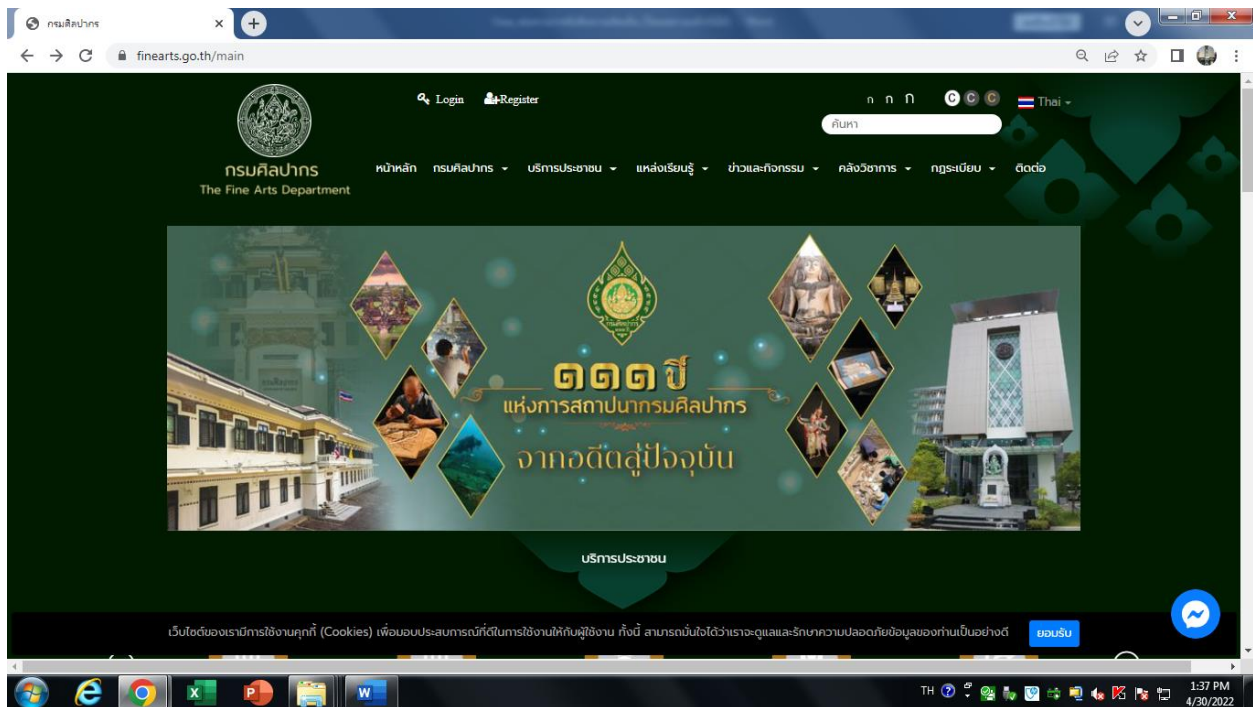 กรมศิลปากร
finearts.go.th/main
Login Register
ก ก ก C C C Thai
ค้นหา
กรมศิลปากร
The Fine Arts Department
หน้าหลัก กรมศิลปากร บริการประชาชน แหล่งเรียนรู้ ข่าวและกิจกรรม คลังวิชาการ กฎระเบียบ ติดต่อ
๑๑๑ ปี
แห่งการสถาปนากรมศิลปากร
จากอดีตสู่ปัจจุบัน
บริการประชาชน
เว็บไซต์ของเรามีการใช้งานคุกกี้ (Cookies) เพื่อมอบประสบการณ์ที่ดีในการใช้งานให้กับผู้ใช้งาน ทั้งนี้ สามารถมั่นใจได้ว่าเราจะดูแลและรักษาความปลอดภัยข้อมูลของท่านเป็นอย่างดี ยอมรับ
TH
1:37 PM
4/30/2022